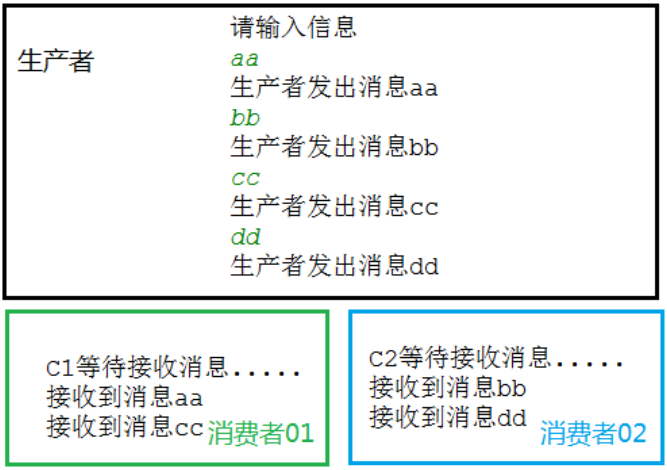 生产者
请输入信息
aa
生产者发出消息aa
bb
生产者发出消息bb
cc
生产者发出消息cc
dd
生产者发出消息dd
C1等待接收消息.....
接收到消息aa
接收到消息cc
消费者01
C2等待接收消息.....
接收到消息bb
接收到消息dd
消费者02